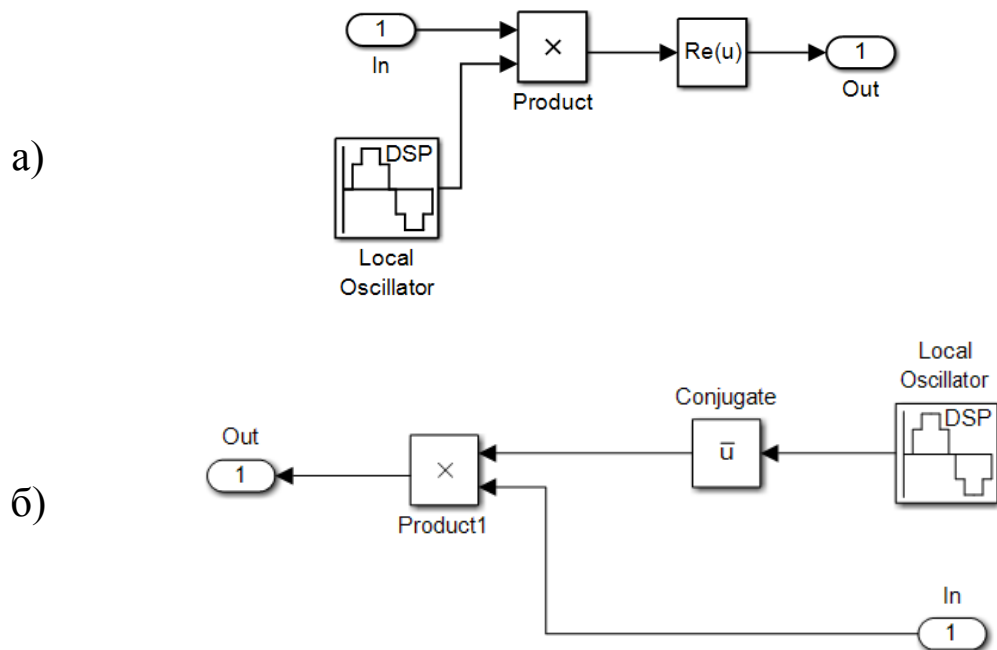 1
In
×
Product
Re(u)
1
Out
а)
DSP
Local
Oscillator
Local
Oscillator
Conjugate
DSP
Out
u̅
1
×
б)
Product1
In
1